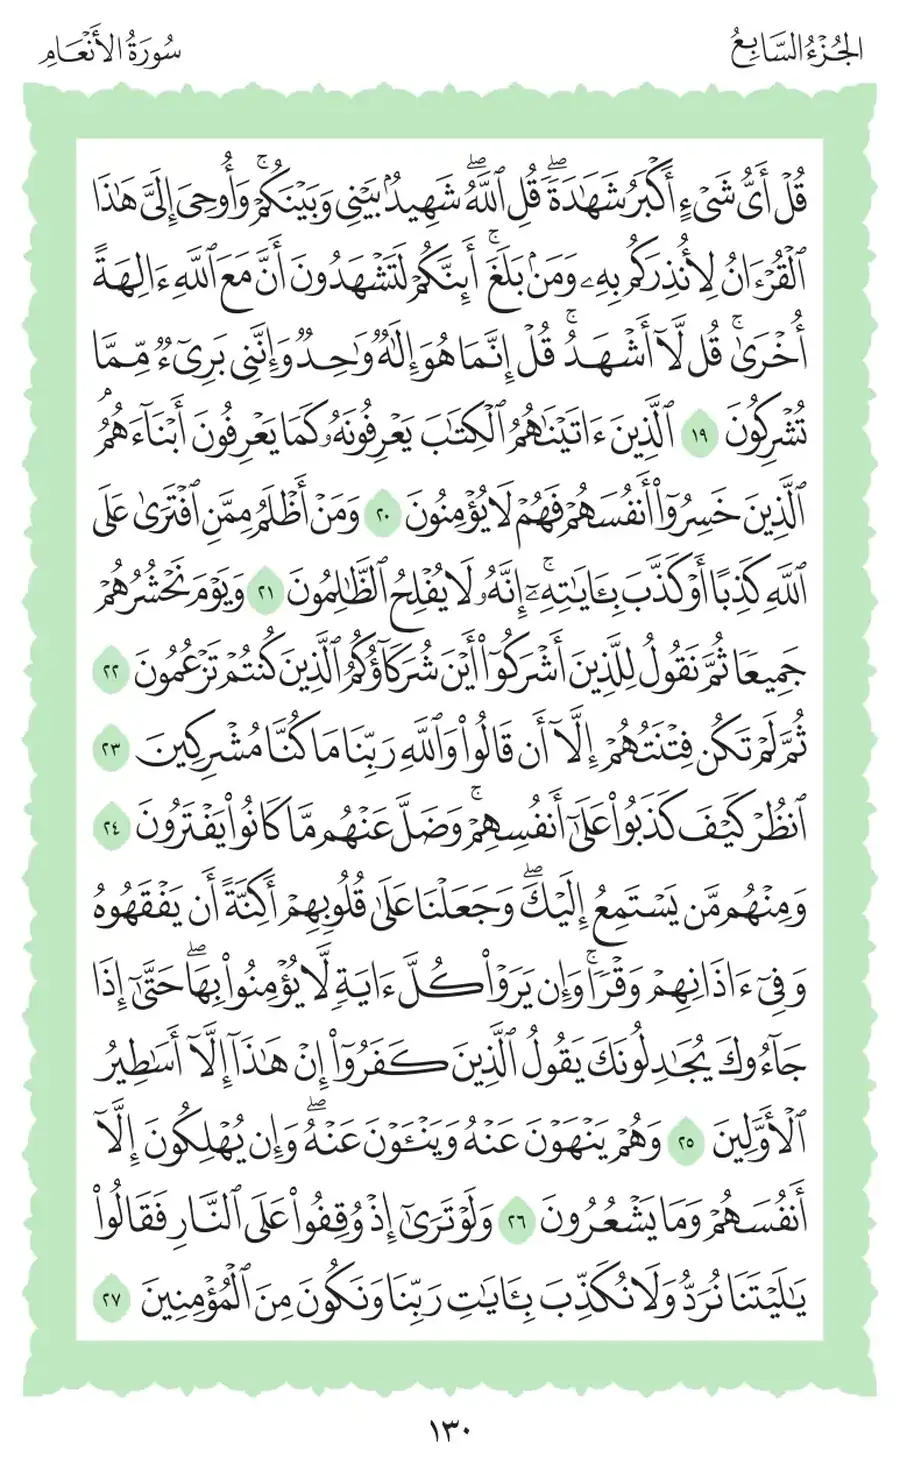 الجُزْءُ السَّابِعُ
سُورَةُ الأَنْعَامِ
قُلْ أَىُّ شَىْءٍ أَكْبَرُ شَهَٰدَةً ۖ قُلِ ٱللَّهُ ۖ شَهِيدٌۢ بَيْنِى وَبَيْنَكُمْ ۚ وَأُوحِىَ إِلَىَّ هَٰذَا
ٱلْقُرْءَانُ لِأُنذِرَكُم بِهِۦ وَمَنۢ بَلَغَ ۚ أَئِنَّكُمْ لَتَشْهَدُونَ أَنَّ مَعَ ٱللَّهِ ءَالِهَةً
أُخْرَىٰ ۚ قُل لَّآ أَشْهَدُ ۚ قُلْ إِنَّمَا هُوَ إِلَٰهٌ وَٰحِدٌ وَإِنَّنِى بَرِىٓءٌ مِّمَّا
تُشْرِكُونَ ١٩ ٱلَّذِينَ ءَاتَيْنَٰهُمُ ٱلْكِتَٰبَ يَعْرِفُونَهُۥ كَمَا يَعْرِفُونَ أَبْنَآءَهُمُ ۘ
ٱلَّذِينَ خَسِرُوٓا۟ أَنفُسَهُمْ فَهُمْ لَا يُؤْمِنُونَ ٢٠ وَمَنْ أَظْلَمُ مِمَّنِ ٱفْتَرَىٰ عَلَى
ٱللَّهِ كَذِبًا أَوْ كَذَّبَ بِـَٔايَٰتِهِۦٓ ۗ إِنَّهُۥ لَا يُفْلِحُ ٱلظَّٰلِمُونَ ٢١ وَيَوْمَ نَحْشُرُهُمْ
جَمِيعًا ثُمَّ نَقُولُ لِلَّذِينَ أَشْرَكُوٓا۟ أَيْنَ شُرَكَآؤُكُمُ ٱلَّذِينَ كُنتُمْ تَزْعُمُونَ ٢٢
ثُمَّ لَمْ تَكُن فِتْنَتُهُمْ إِلَّآ أَن قَالُوا۟ وَٱللَّهِ رَبِّنَا مَا كُنَّا مُشْرِكِينَ ٢٣
ٱنظُرْ كَيْفَ كَذَبُوا۟ عَلَىٰٓ أَنفُسِهِمْ ۚ وَضَلَّ عَنْهُم مَّا كَانُوا۟ يَفْتَرُونَ ٢٤
وَمِنْهُم مَّن يَسْتَمِعُ إِلَيْكَ ۖ وَجَعَلْنَا عَلَىٰ قُلُوبِهِمْ أَكِنَّةً أَن يَفْقَهُوهُ
وَفِىٓ ءَاذَانِهِمْ وَقْرًا ۚ وَإِن يَرَوْا۟ كُلَّ ءَايَةٍ لَّا يُؤْمِنُوا۟ بِهَا ۖ حَتَّىٰٓ إِذَا
جَآءُوكَ يُجَٰدِلُونَكَ يَقُولُ ٱلَّذِينَ كَفَرُوٓا۟ إِنْ هَٰذَآ إِلَّآ أَسَٰطِيرُ
ٱلْأَوَّلِينَ ٢٥ وَهُمْ يَنْهَوْنَ عَنْهُ وَيَنْـَٔوْنَ عَنْهُ ۖ وَإِن يُهْلِكُونَ إِلَّآ
أَنفُسَهُمْ وَمَا يَشْعُرُونَ ٢٦ وَلَوْ تَرَىٰٓ إِذْ وُقِفُوا۟ عَلَى ٱلنَّارِ فَقَالُوا۟
يَٰلَيْتَنَا نُرَدُّ وَلَا نُكَذِّبَ بِـَٔايَٰتِ رَبِّنَا وَنَكُونَ مِنَ ٱلْمُؤْمِنِينَ ٢٧
١٣٠